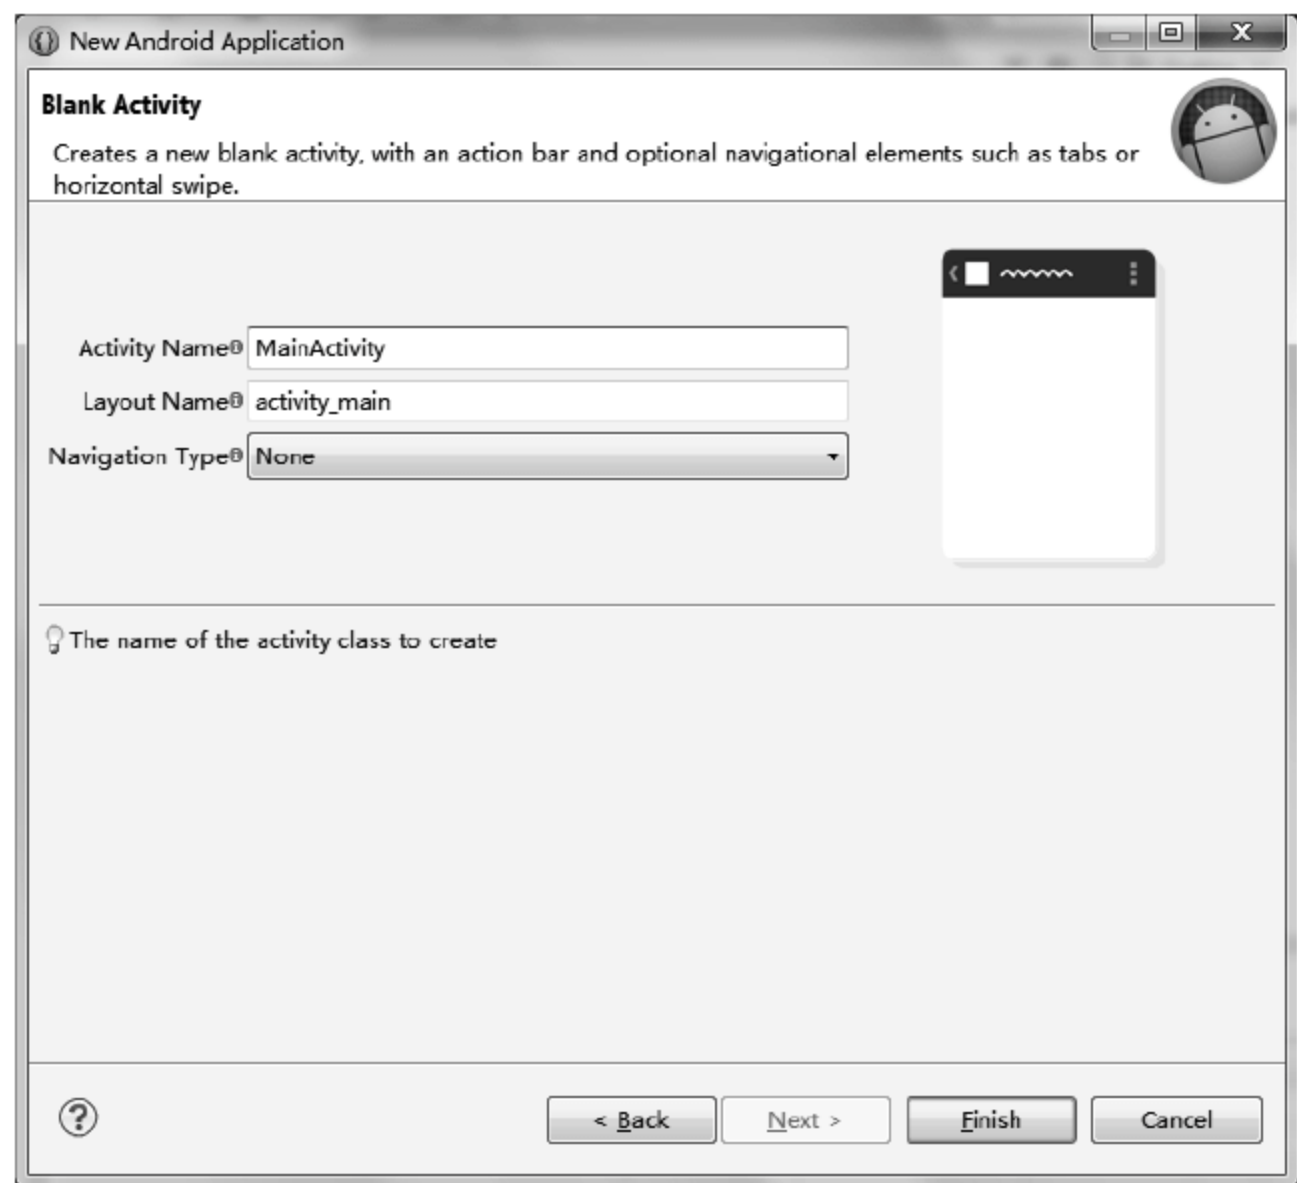 New Android Application
Blank Activity
Creates a new blank activity, with an action bar and optional navigational elements such as tabs or
horizontal swipe.
Activity Name
MainActivity
Layout Name
activity_main
Navigation Type
None
The name of the activity class to create
< Back
Next >
Finish
Cancel